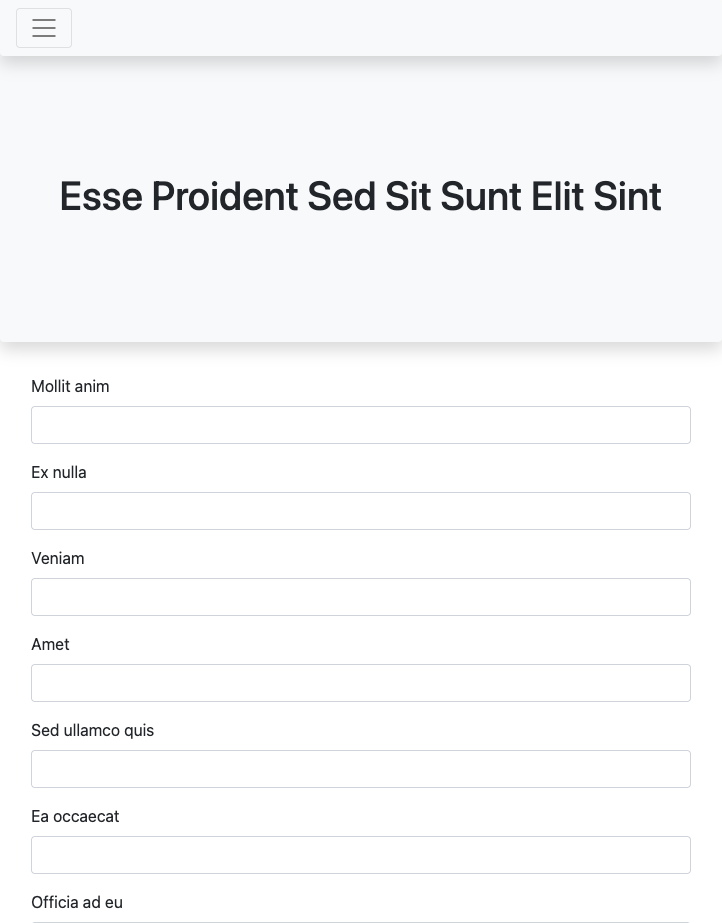 Esse Proident Sed Sit Sunt Elit Sint
Mollit anim
Ex nulla
Veniam
Amet
Sed ullamco quis
Ea occaecat
Officia ad eu